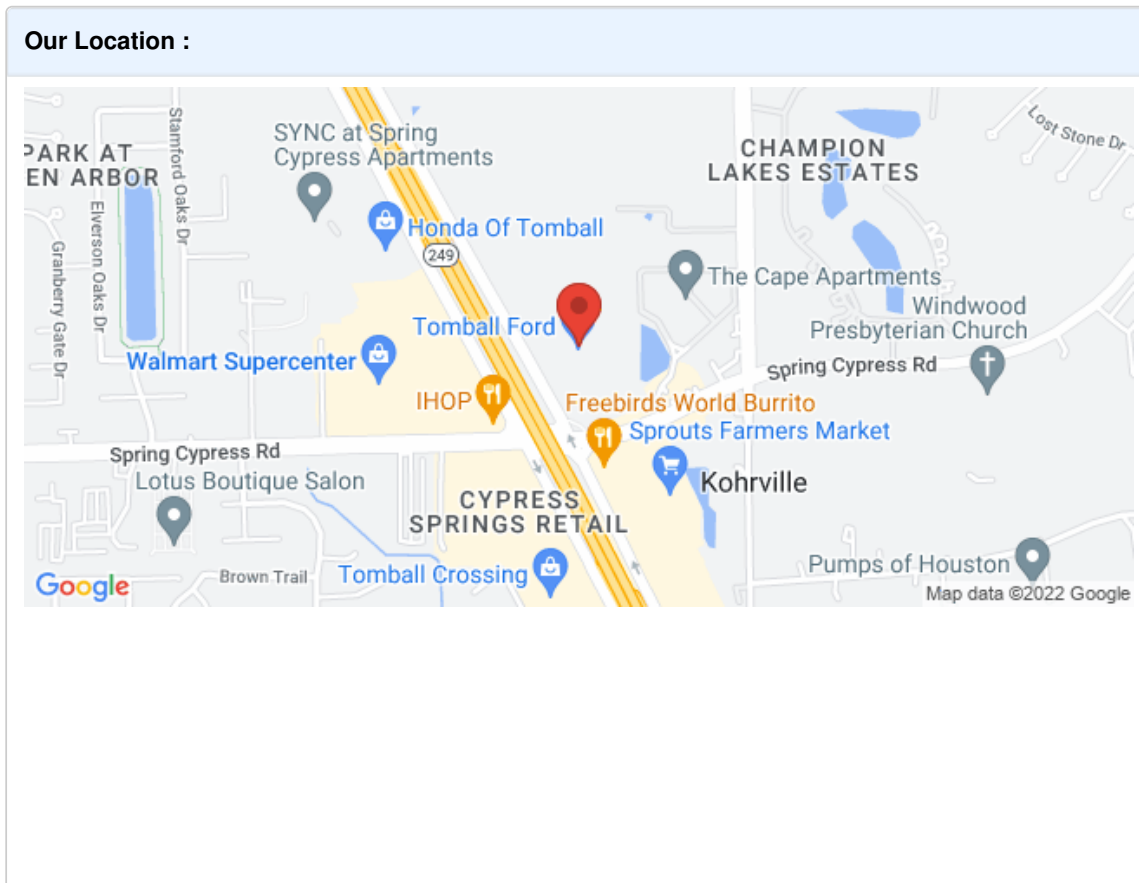 Our Location :
Stamford Oaks Dr
SYNC at Spring
Cypress Apartments
PARK AT
EN ARBOR
CHAMPION
LAKES ESTATES
Lost Stone Dr
Elverson Oaks Dr
Granberry Gate Dr
Honda Of Tomball
249
The Cape Apartments
Windwood
Presbyterian Church
Tomball Ford
Walmart Supercenter
Spring Cypress Rd
IHOP
Freebirds World Burrito
Sprouts Farmers Market
Spring Cypress Rd
Lotus Boutique Salon
Kohrville
CYPRESS
SPRINGS RETAIL
Pumps of Houston
Tomball Crossing
Brown Trail
Google
Map data ©2022 Google